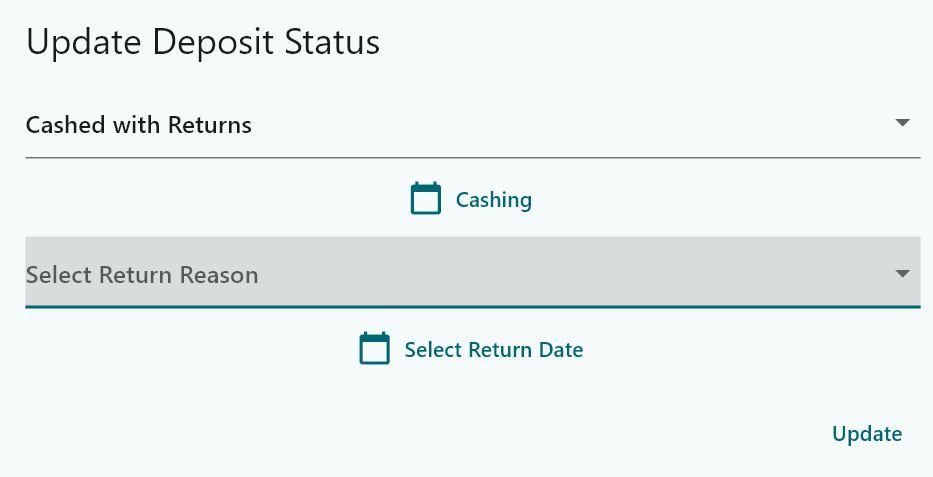 Update Deposit Status
Cashed with Returns
Cashing
Select Return Reason
Select Return Date
Update